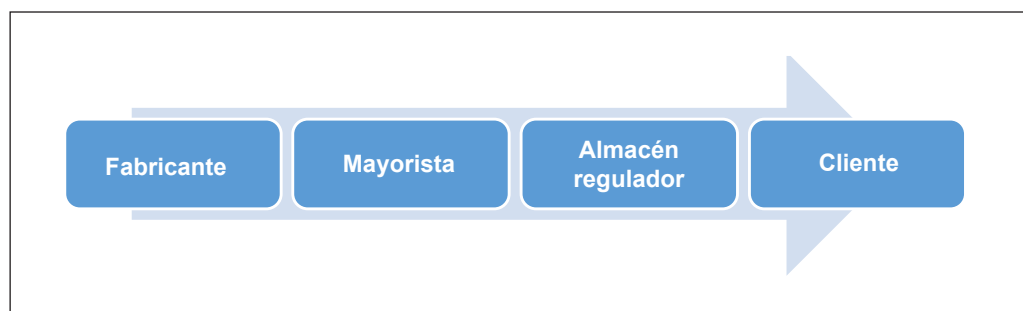 Fabricante
Mayorista
Almacén
regulador
Cliente